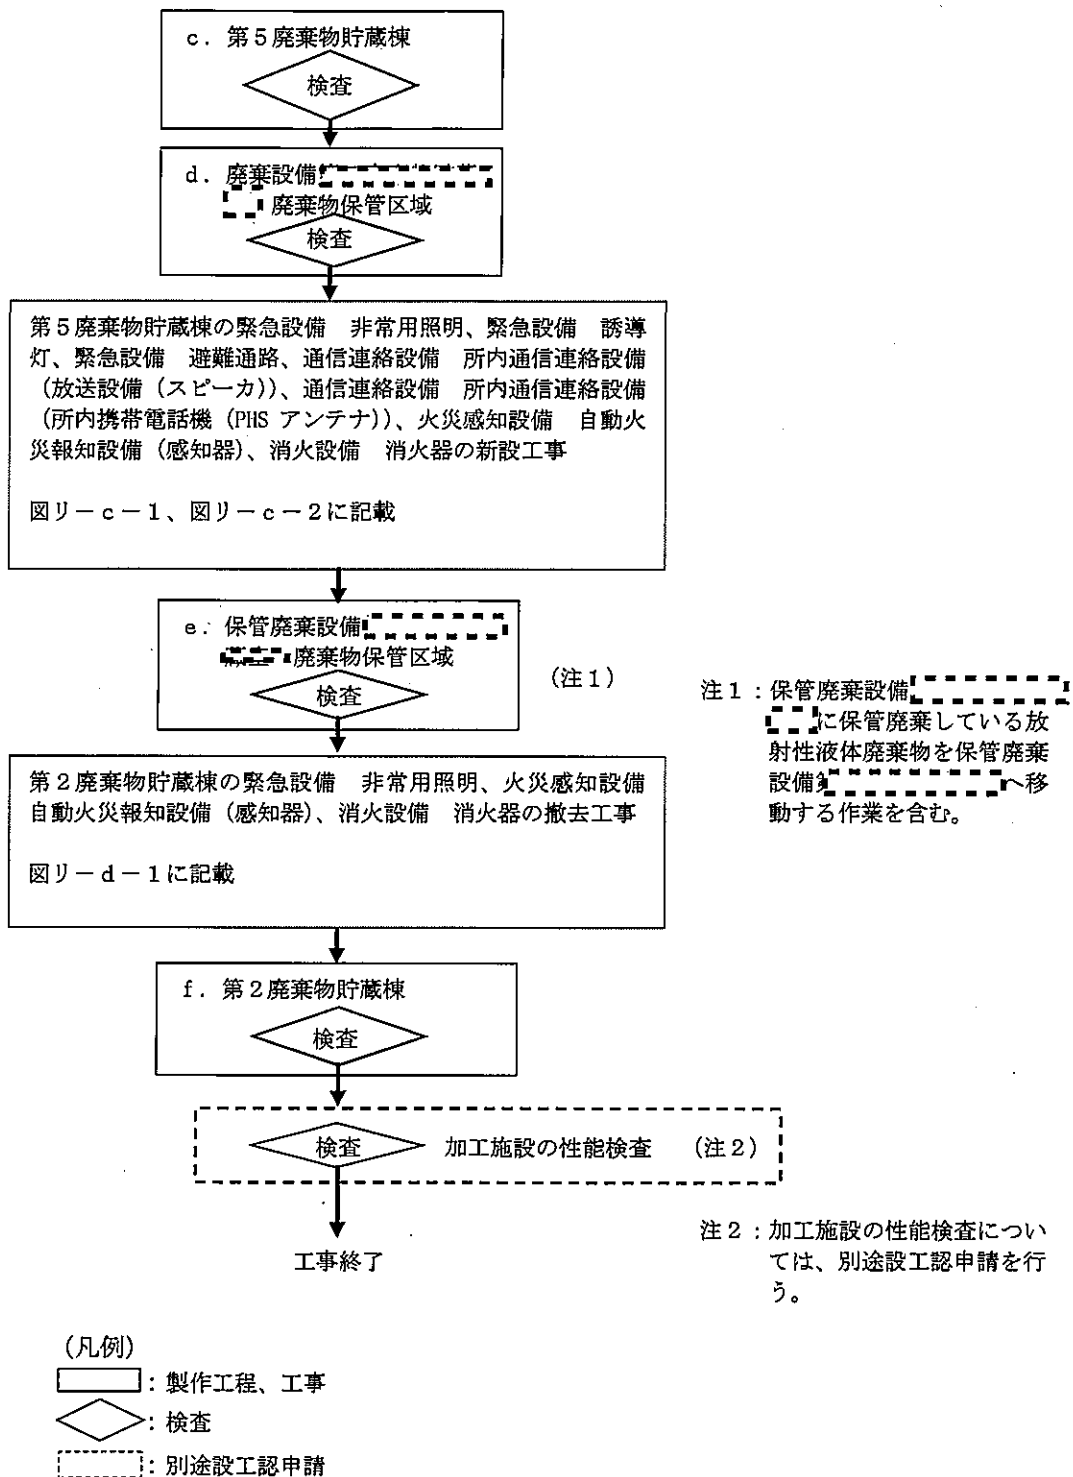 c．第５廃棄物貯蔵棟
検査
d．廃棄設備
廃棄物保管区域
検査
第５廃棄物貯蔵棟の緊急設備　非常用照明、緊急設備　誘導
灯、緊急設備　避難通路、通信連絡設備　所内通信連絡設備
（放送設備（スピーカ））、通信連絡設備　所内通信連絡設備
（所内携帯電話機（PHS アンテナ））、火災感知設備　自動火
災報知設備（感知器）、消火設備　消火器の新設工事
図リ－c－１、図リ－c－２に記載
e．保管廃棄設備
廃棄物保管区域
（注１）
検査
注１：保管廃棄設備
に保管廃棄している放
射性液体廃棄物を保管廃棄
設備
へ移
動する作業を含む。
第２廃棄物貯蔵棟の緊急設備　非常用照明、火災感知設備
自動火災報知設備（感知器）、消火設備　消火器の撤去工事
図リ－d－１に記載
f．第２廃棄物貯蔵棟
検査
検査　加工施設の性能検査　（注２）
工事終了
注２：加工施設の性能検査につい
ては、別途設工認申請を行
う。
（凡例）
：製作工程、工事
：検査
：別途設工認申請